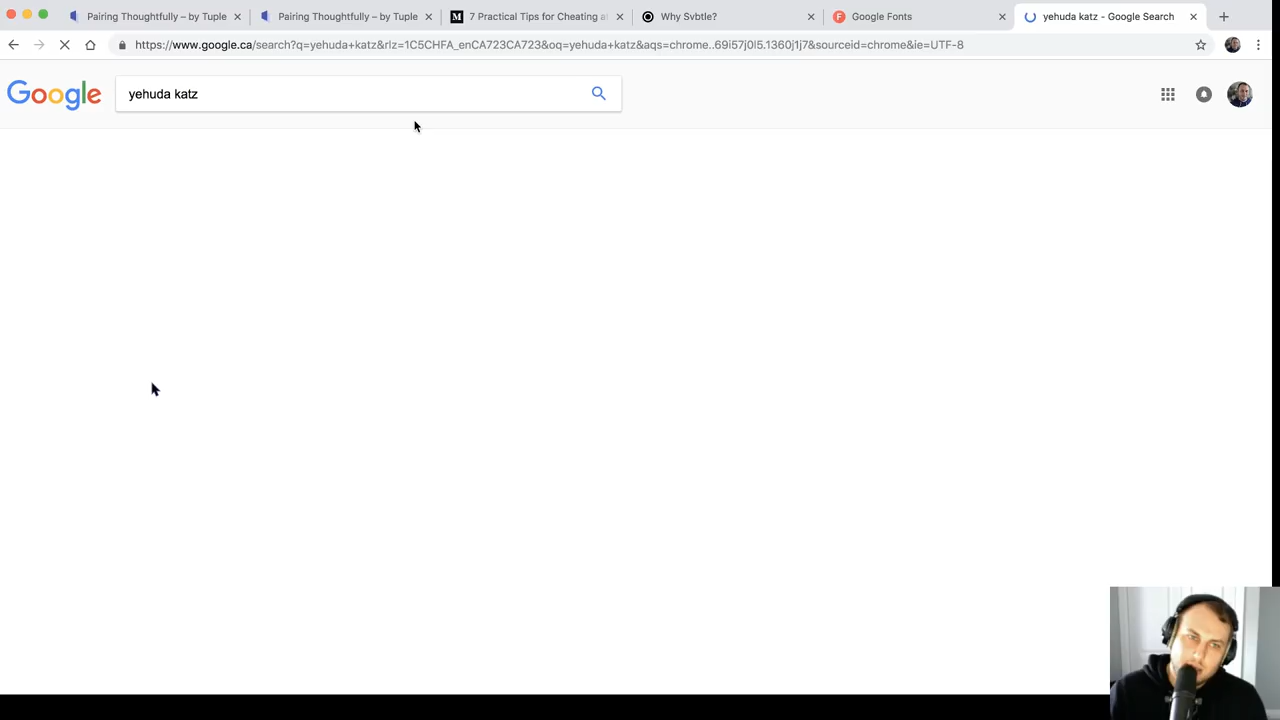 Pairing Thoughtfully – by Tuple
Pairing Thoughtfully – by Tuple
M 7 Practical Tips for Cheating a
Why Svbtle?
F Google Fonts
yehuda katz - Google Search
https://www.google.ca/search?q=yehuda+katz&rlz=1C5CHFA_enCA723CA723&oq=yehuda+katz&aqs=chrome..69i57j0l5.1360j1j7&sourceid=chrome&ie=UTF-8
Google
yehuda katz